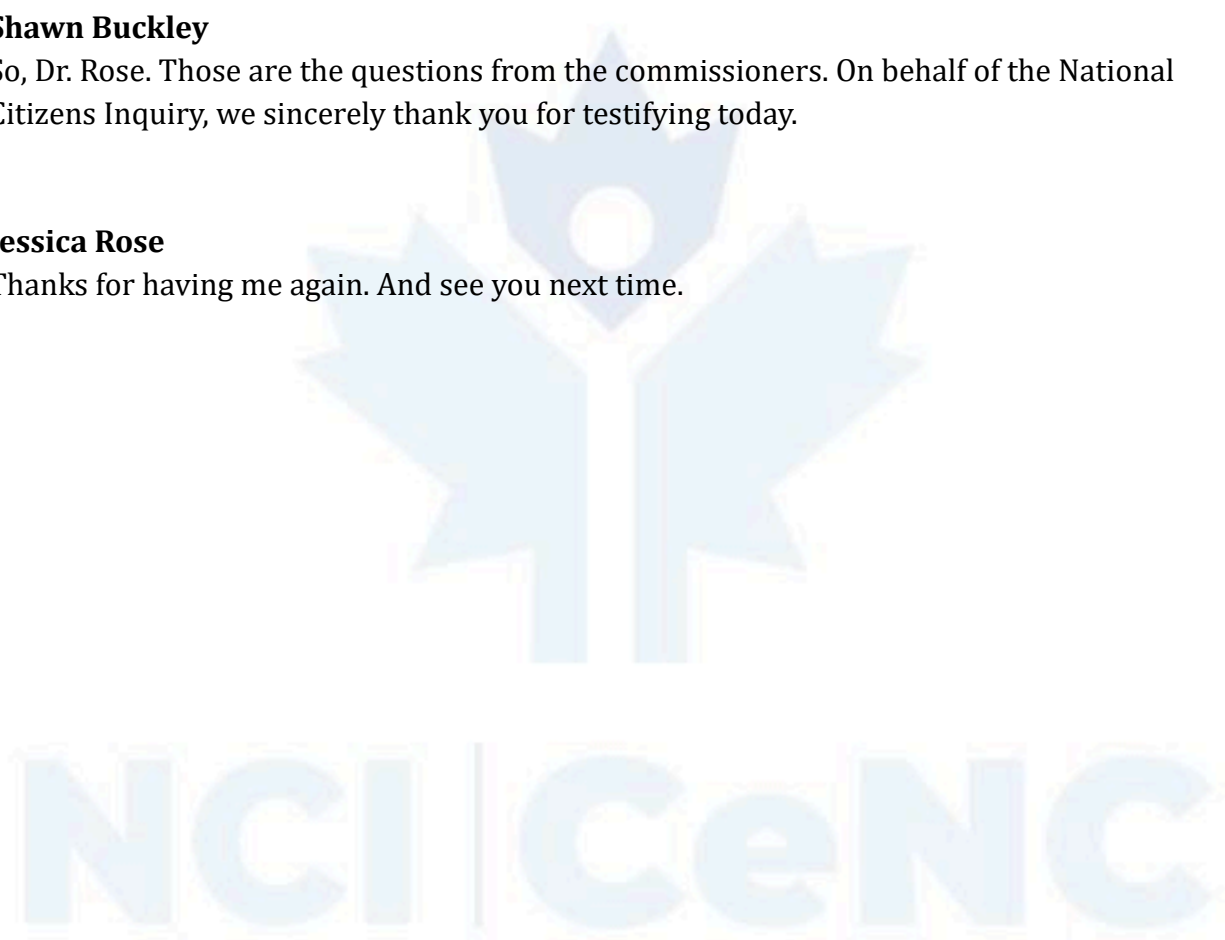 Shawn Buckley
So, Dr. Rose. Those are the questions from the commissioners. On behalf of the National
Citizens Inquiry, we sincerely thank you for testifying today.
Jessica Rose
Thanks for having me again. And see you next time.
NCI | CeNC